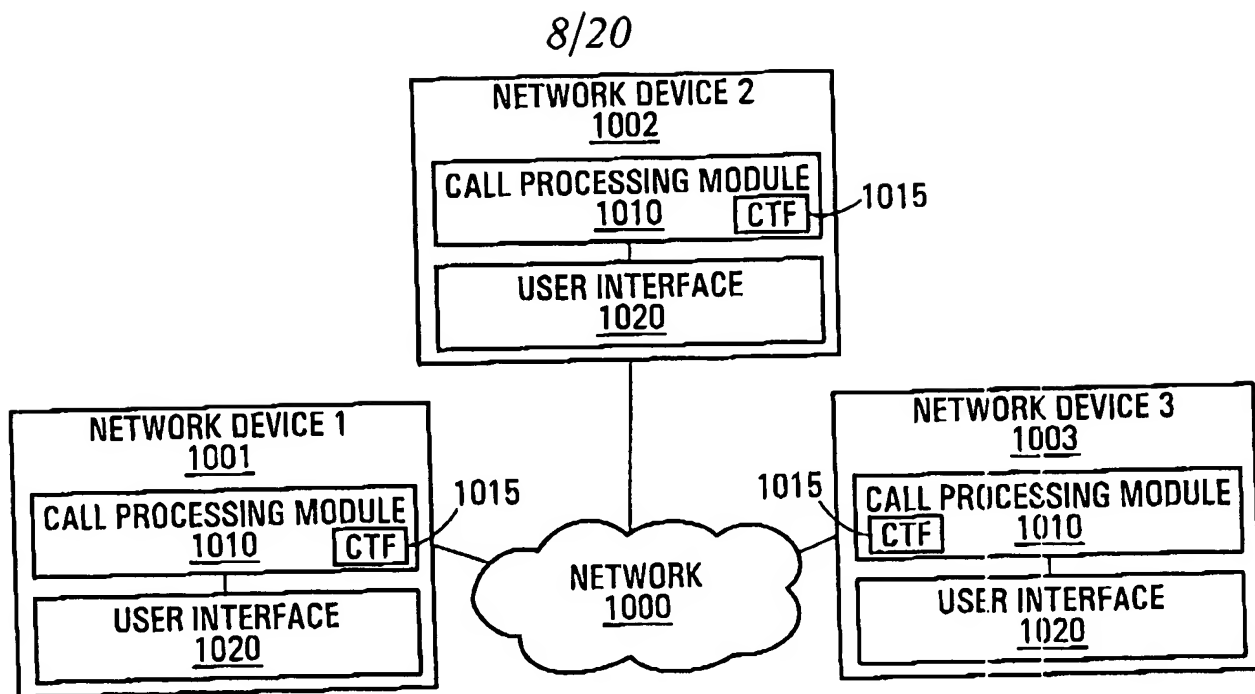 8/20
NETWORK DEVICE 2
1002
CALL PROCESSING MODULE
1010
CTF
1015
USER INTERFACE
1020
NETWORK DEVICE 1
1001
CALL PROCESSING MODULE
1010
CTF
1015
USER INTERFACE
1020
NETWORK
1000
NETWORK DEVICE 3
1003
1015
CALL PROCESSING MODULE
1010
CTF
USER INTERFACE
1020